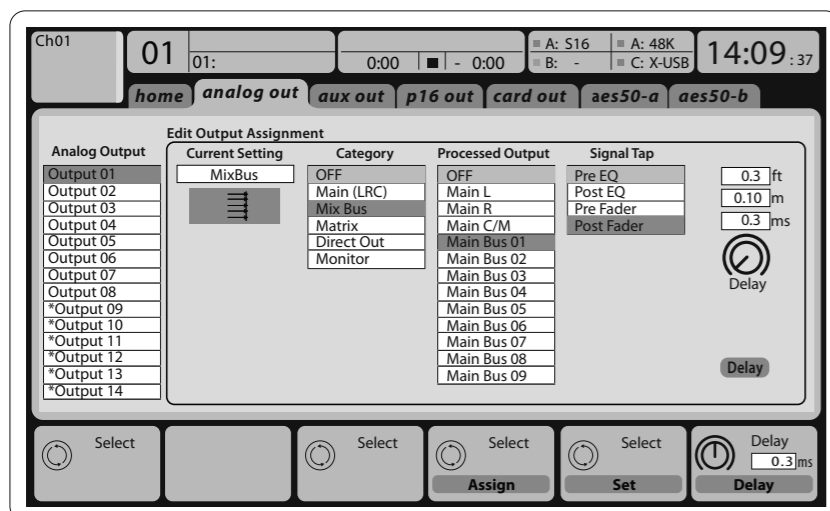 Ch01
01
01:
0:00
- 0:00
A: S16
A: 48K
B: -
C: X-USB
14:09 : 37
home
analog out
aux out
p16 out
card out
aes50-a
aes50-b
Edit Output Assignment
Analog Output
Output 01
Output 02
Output 03
Output 04
Output 05
Output 06
Output 07
Output 08
*Output 09
*Output 10
*Output 11
*Output 12
*Output 13
*Output 14
Current Setting
MixBus
Category
OFF
Main (LRC)
Mix Bus
Matrix
Direct Out
Monitor
Processed Output
OFF
Main L
Main R
Main C/M
Main Bus 01
Main Bus 02
Main Bus 03
Main Bus 04
Main Bus 05
Main Bus 06
Main Bus 07
Main Bus 08
Main Bus 09
Signal Tap
Pre EQ
Post EQ
Pre Fader
Post Fader
0.3 ft
0.10 m
0.3 ms
Delay
Delay
Select
Select
Select
Assign
Select
Set
Delay
0.3 ms
Delay